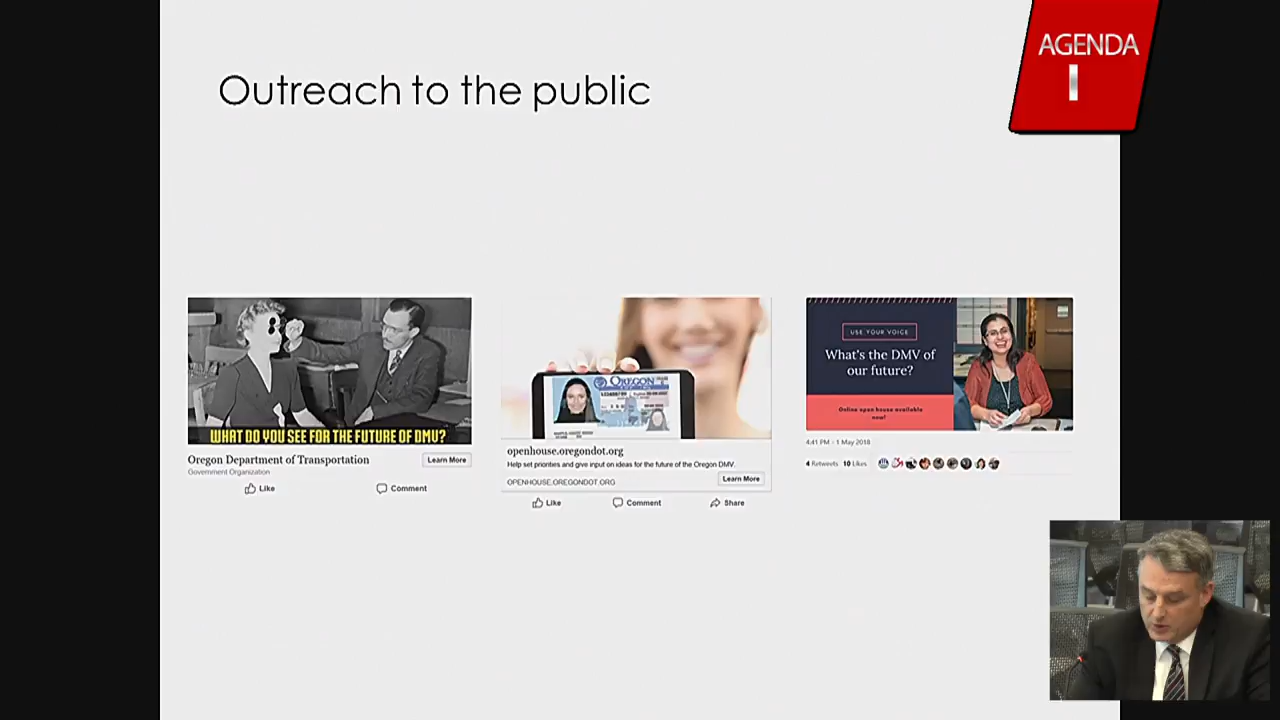 AGENDA
I
Outreach to the public
WHAT DO YOU SEE FOR THE FUTURE OF DMV?
Oregon Department of Transportation
Government Organization
Learn More
Like
Comment
OREGON
openhouse.oregondot.org
Help set priorities and give input on ideas for the future of the Oregon DMV.
OPENHOUSE.OREGONDOT.ORG
Learn More
Like
Comment
Share
USE YOUR VOICE
What's the DMV of
our future?
Online open house available
now!
4:41 PM - 1 May 2018
4 Retweets 10 Likes